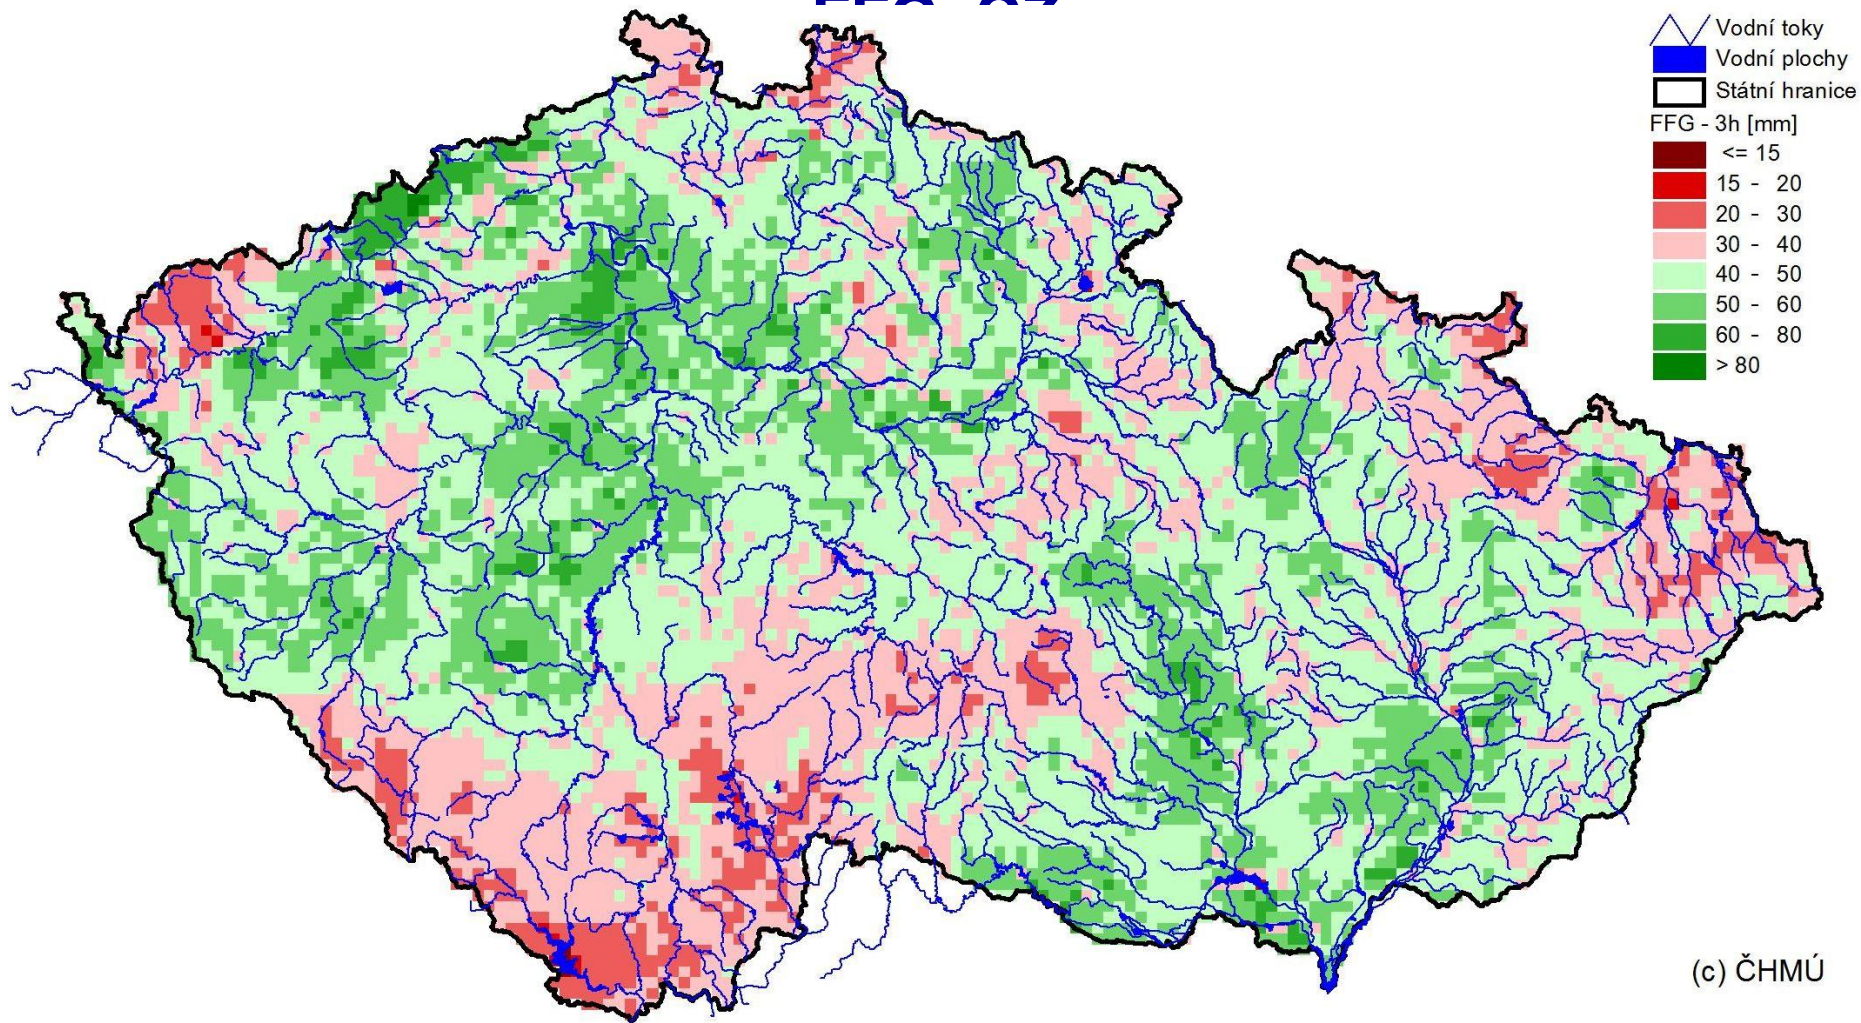 Vodní toky
Vodní plochy
Státní hranice
FFG - 3h [mm]
<= 15
15 - 20
20 - 30
30 - 40
40 - 50
50 - 60
60 - 80
> 80
(c) ČHMÚ